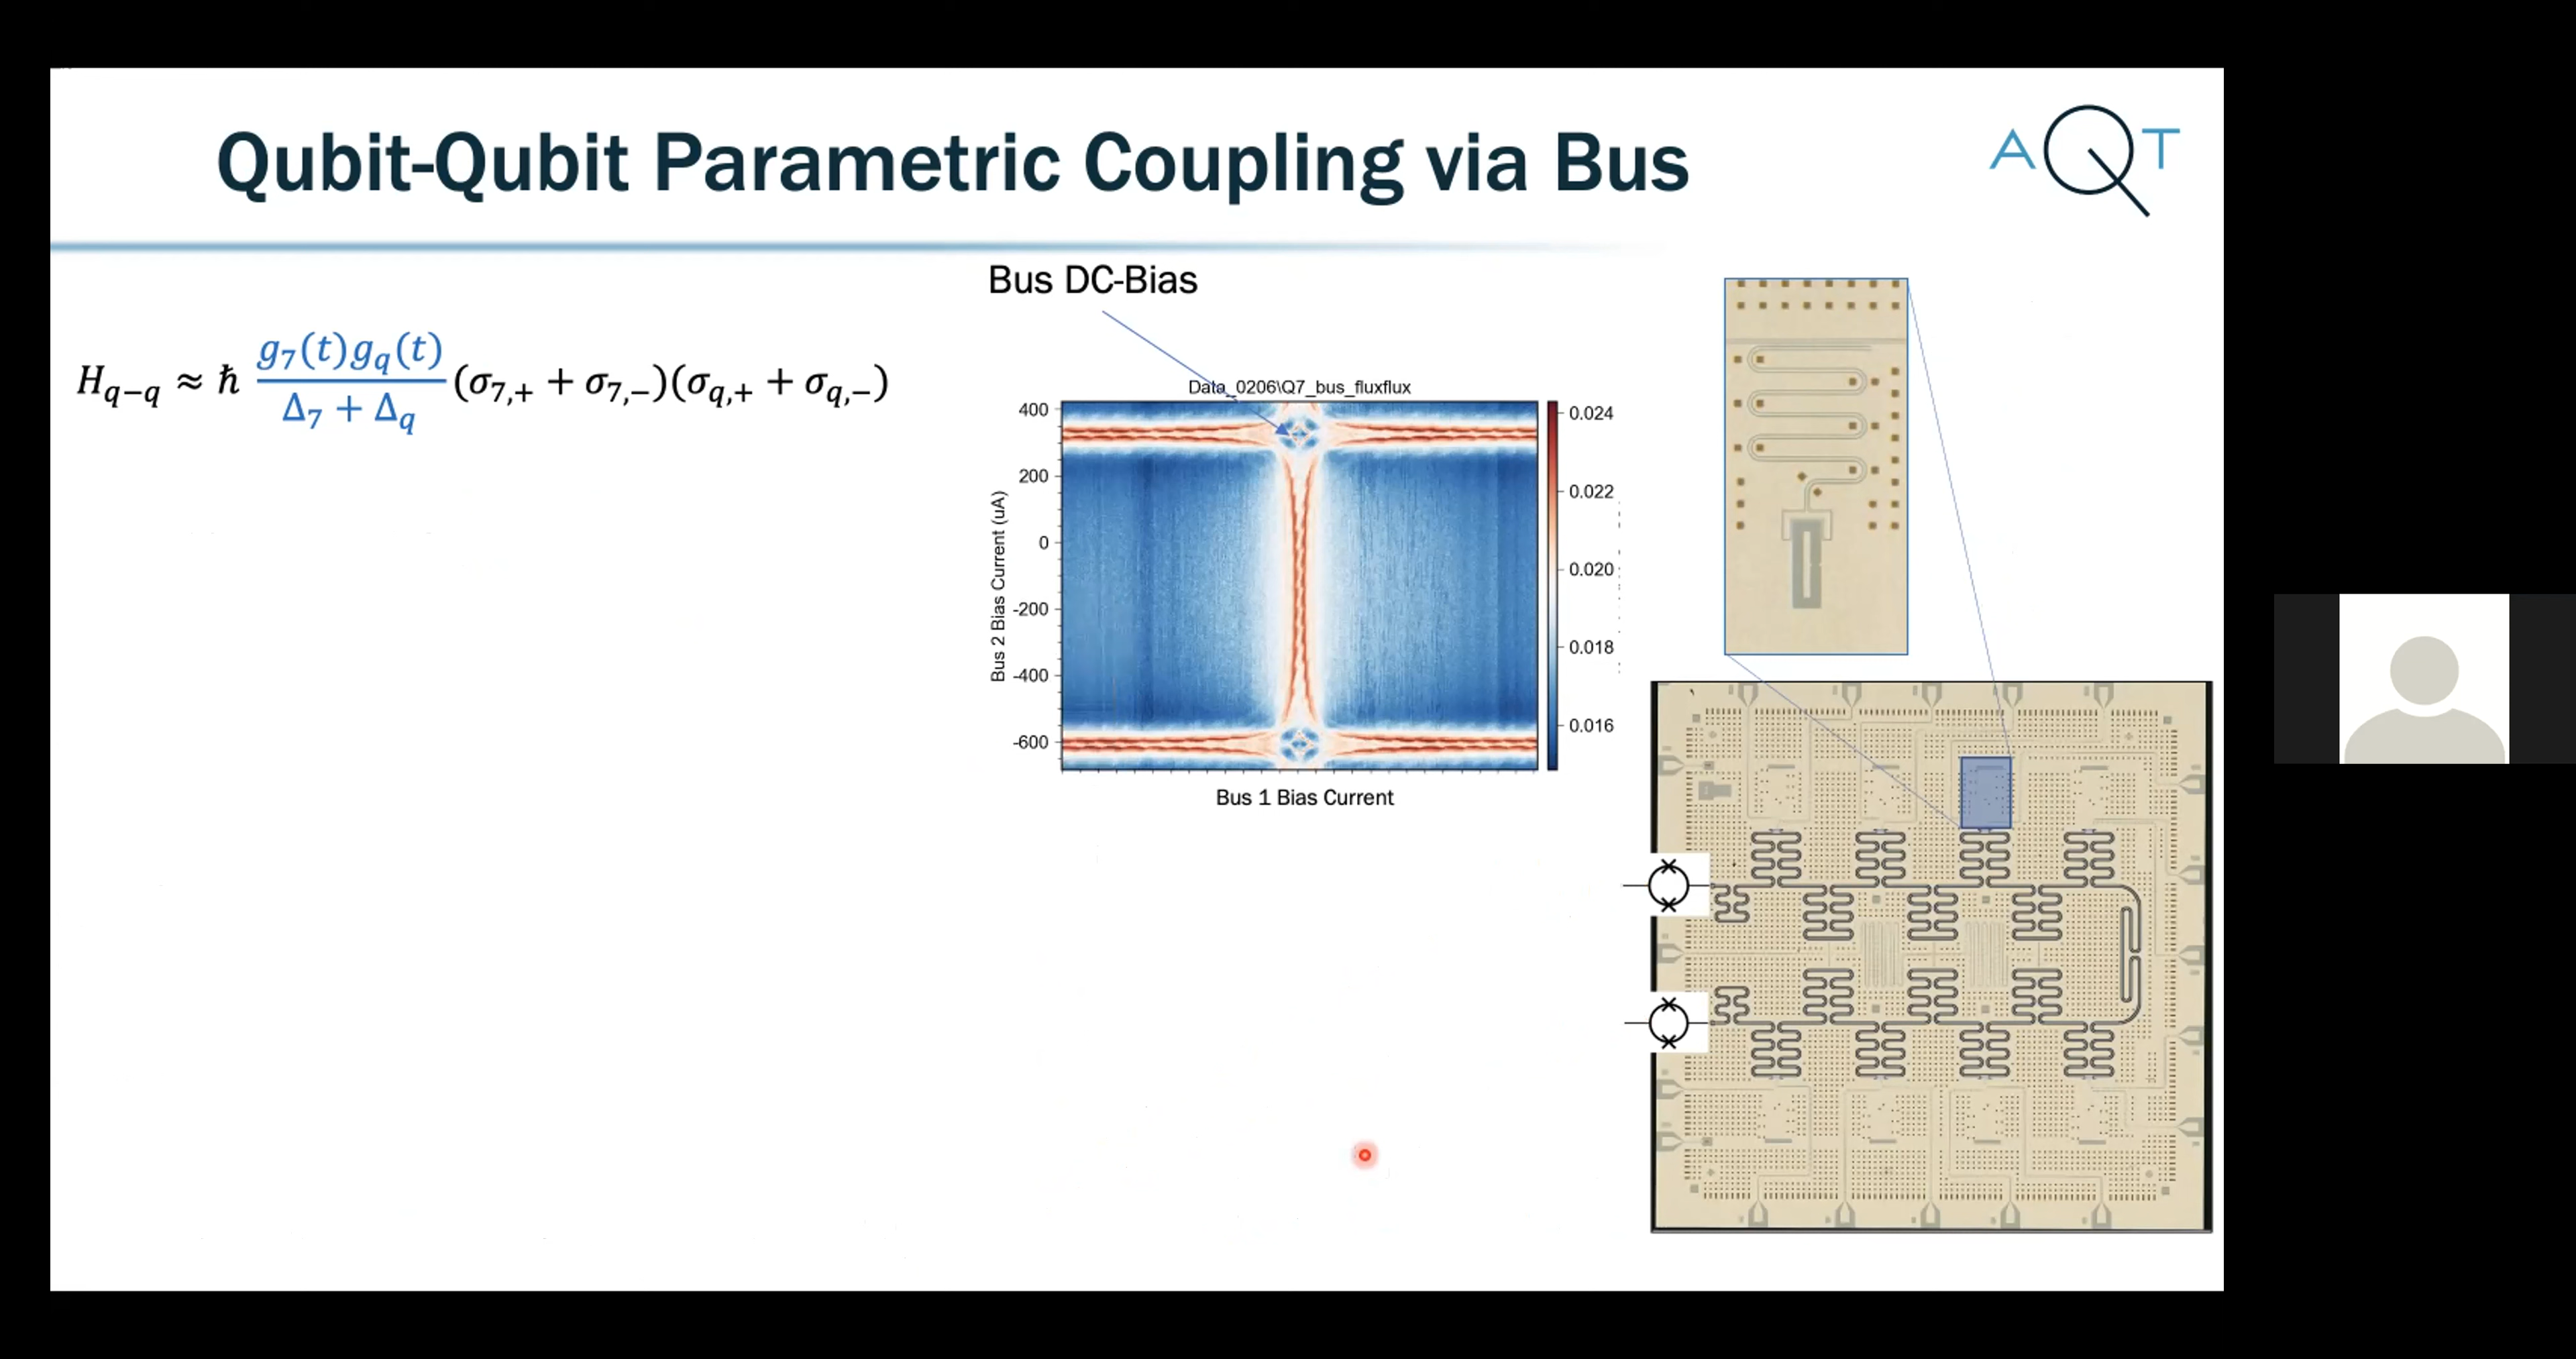 Qubit-Qubit Parametric Coupling via Bus
AQT
Bus DC-Bias
H_{q−q} ≈ ħ \frac{g_7(t)g_q(t)}{Δ_7 + Δ_q} (σ_{7,+} + σ_{7,−})(σ_{q,+} + σ_{q,−})
Data_0206\Q7_bus_fluxflux
400
200
0
-200
-400
-600
Bus 2 Bias Current (uA)
0.024
0.022
0.020
0.018
0.016
Bus 1 Bias Current